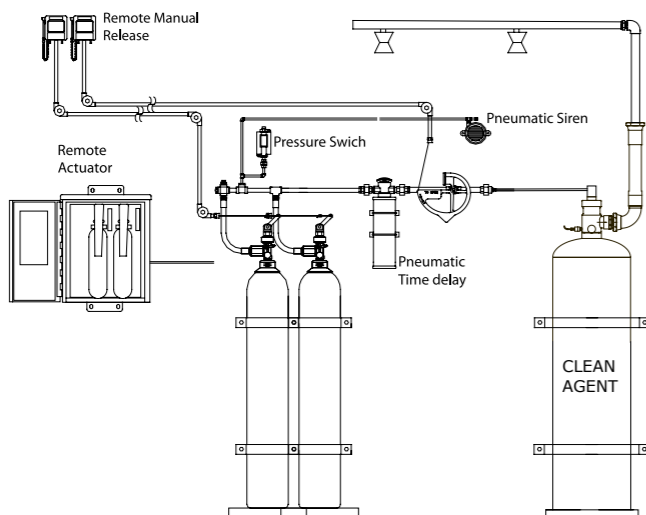 Remote Manual
Release
Pneumatic Siren
Pressure Swich
Remote
Actuator
Pneumatic
Time delay
CLEAN
AGENT